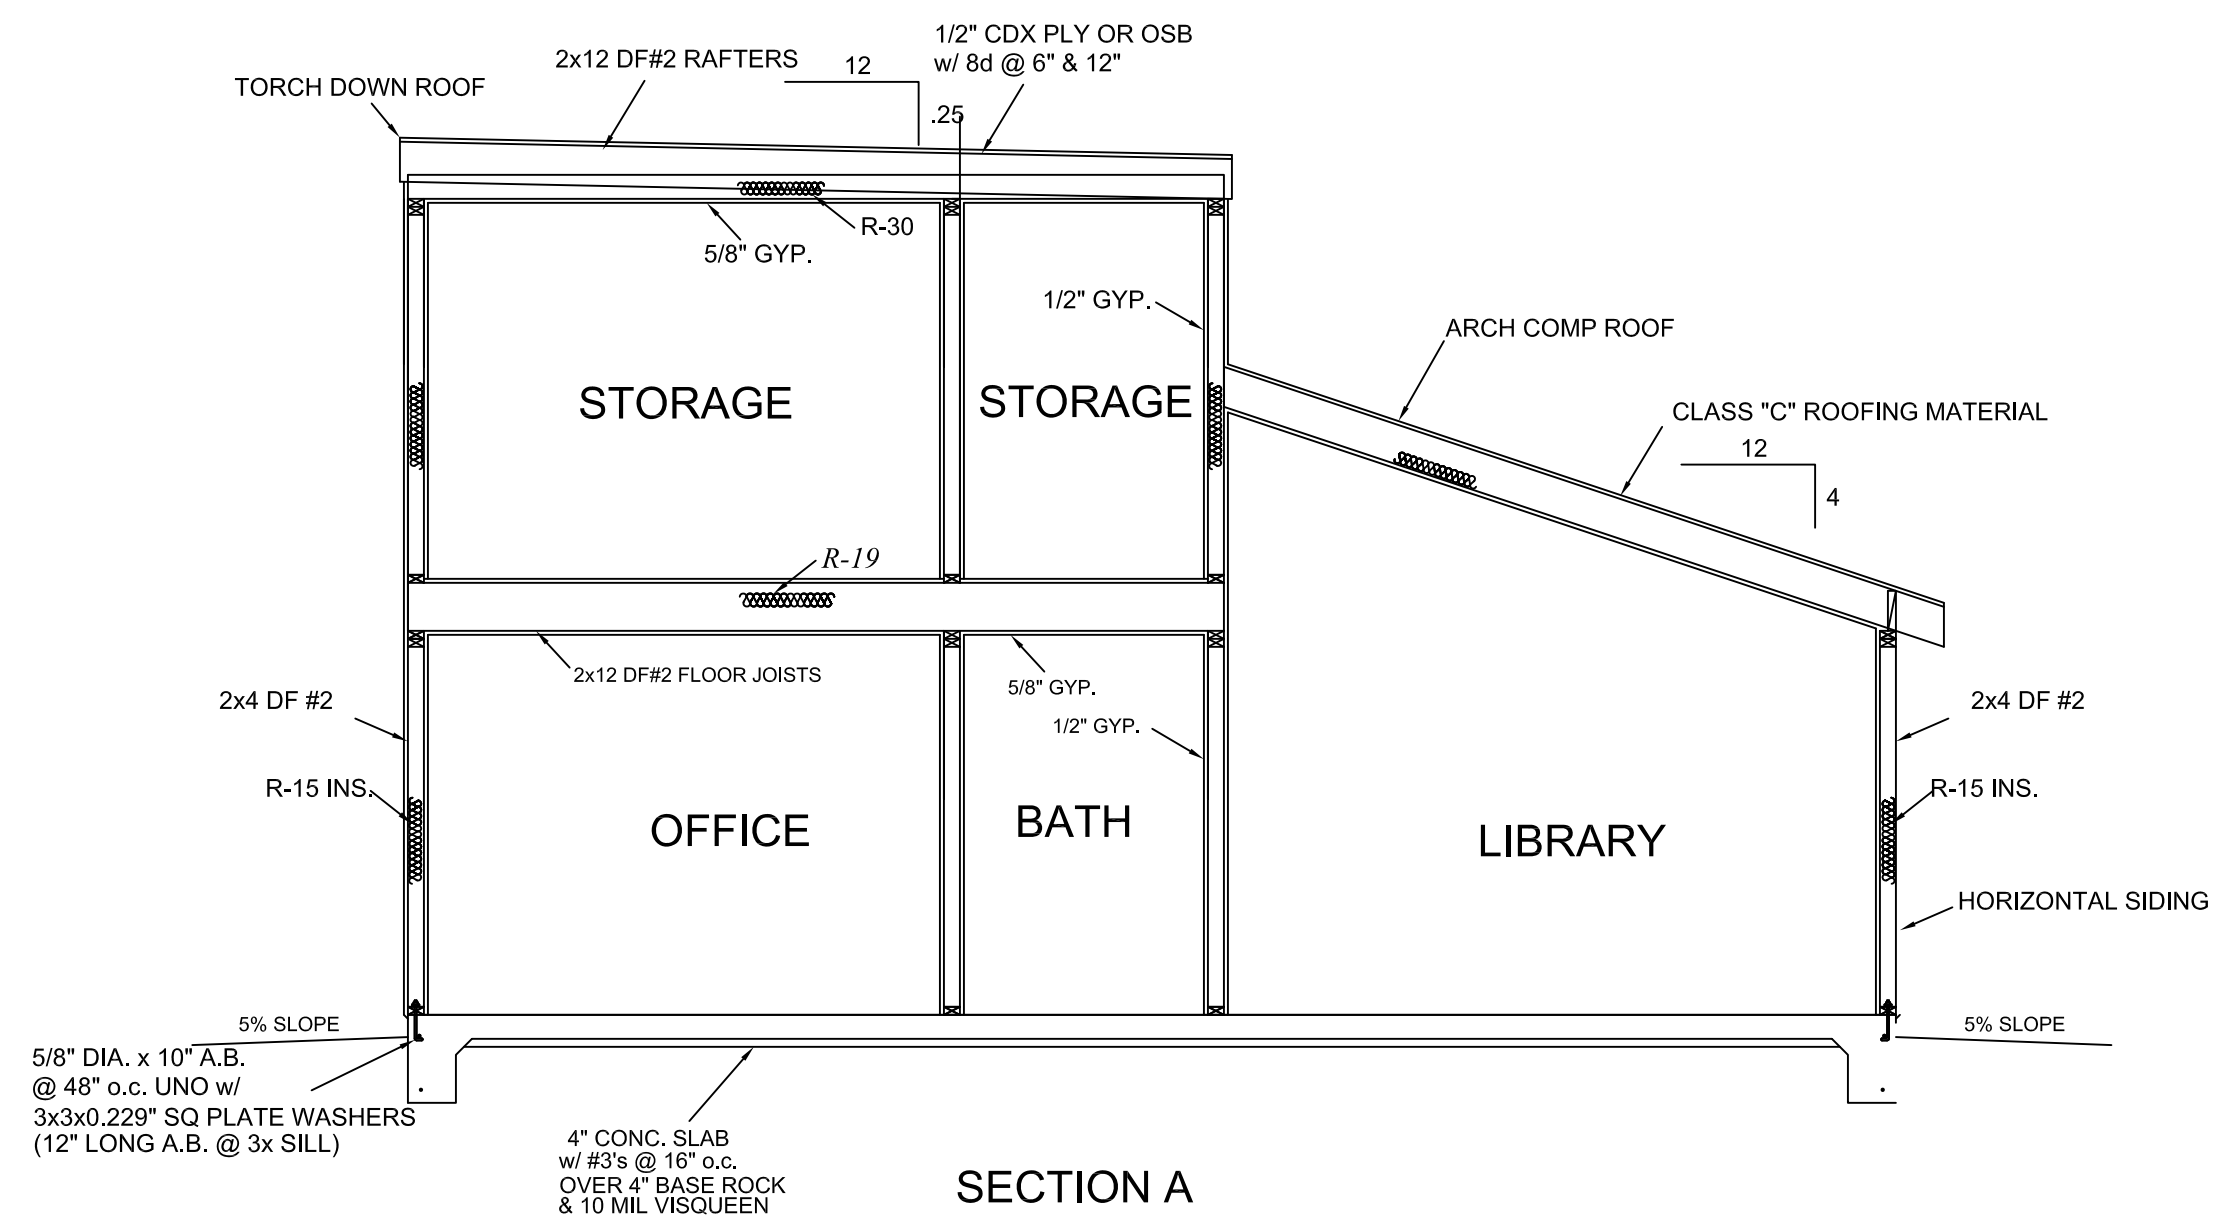 1/2" CDX PLY OR OSB
w/ 8d @ 6" & 12"
2x12 DF#2 RAFTERS
12
.25
TORCH DOWN ROOF
R-30
5/8" GYP.
1/2" GYP.
ARCH COMP ROOF
STORAGE
STORAGE
CLASS "C" ROOFING MATERIAL
12
4
R-19
2x12 DF#2 FLOOR JOISTS
5/8" GYP.
2x4 DF #2
2x4 DF #2
1/2" GYP.
R-15 INS.
R-15 INS.
OFFICE
BATH
LIBRARY
HORIZONTAL SIDING
5% SLOPE
5% SLOPE
5/8" DIA. x 10" A.B.
@ 48" o.c. UNO w/
3x3x0.229" SQ PLATE WASHERS
(12" LONG A.B. @ 3x SILL)
4" CONC. SLAB
w/ #3's @ 16" o.c.
OVER 4" BASE ROCK
& 10 MIL VISQUEEN
SECTION A